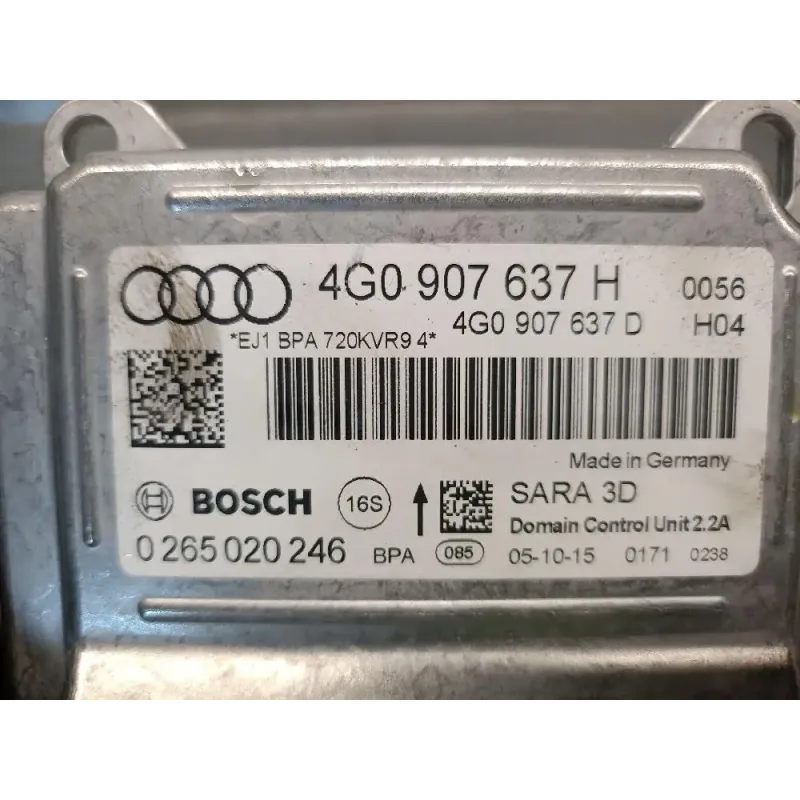 4G0 907 637 H 0056
*EJ1 BPA 720KVR9 4* 4G0 907 637 D H04
Made in Germany
BOSCH 16S SARA 3D
Domain Control Unit 2.2A
0 265 020 246 BPA 085 05-10-15 0171 0238